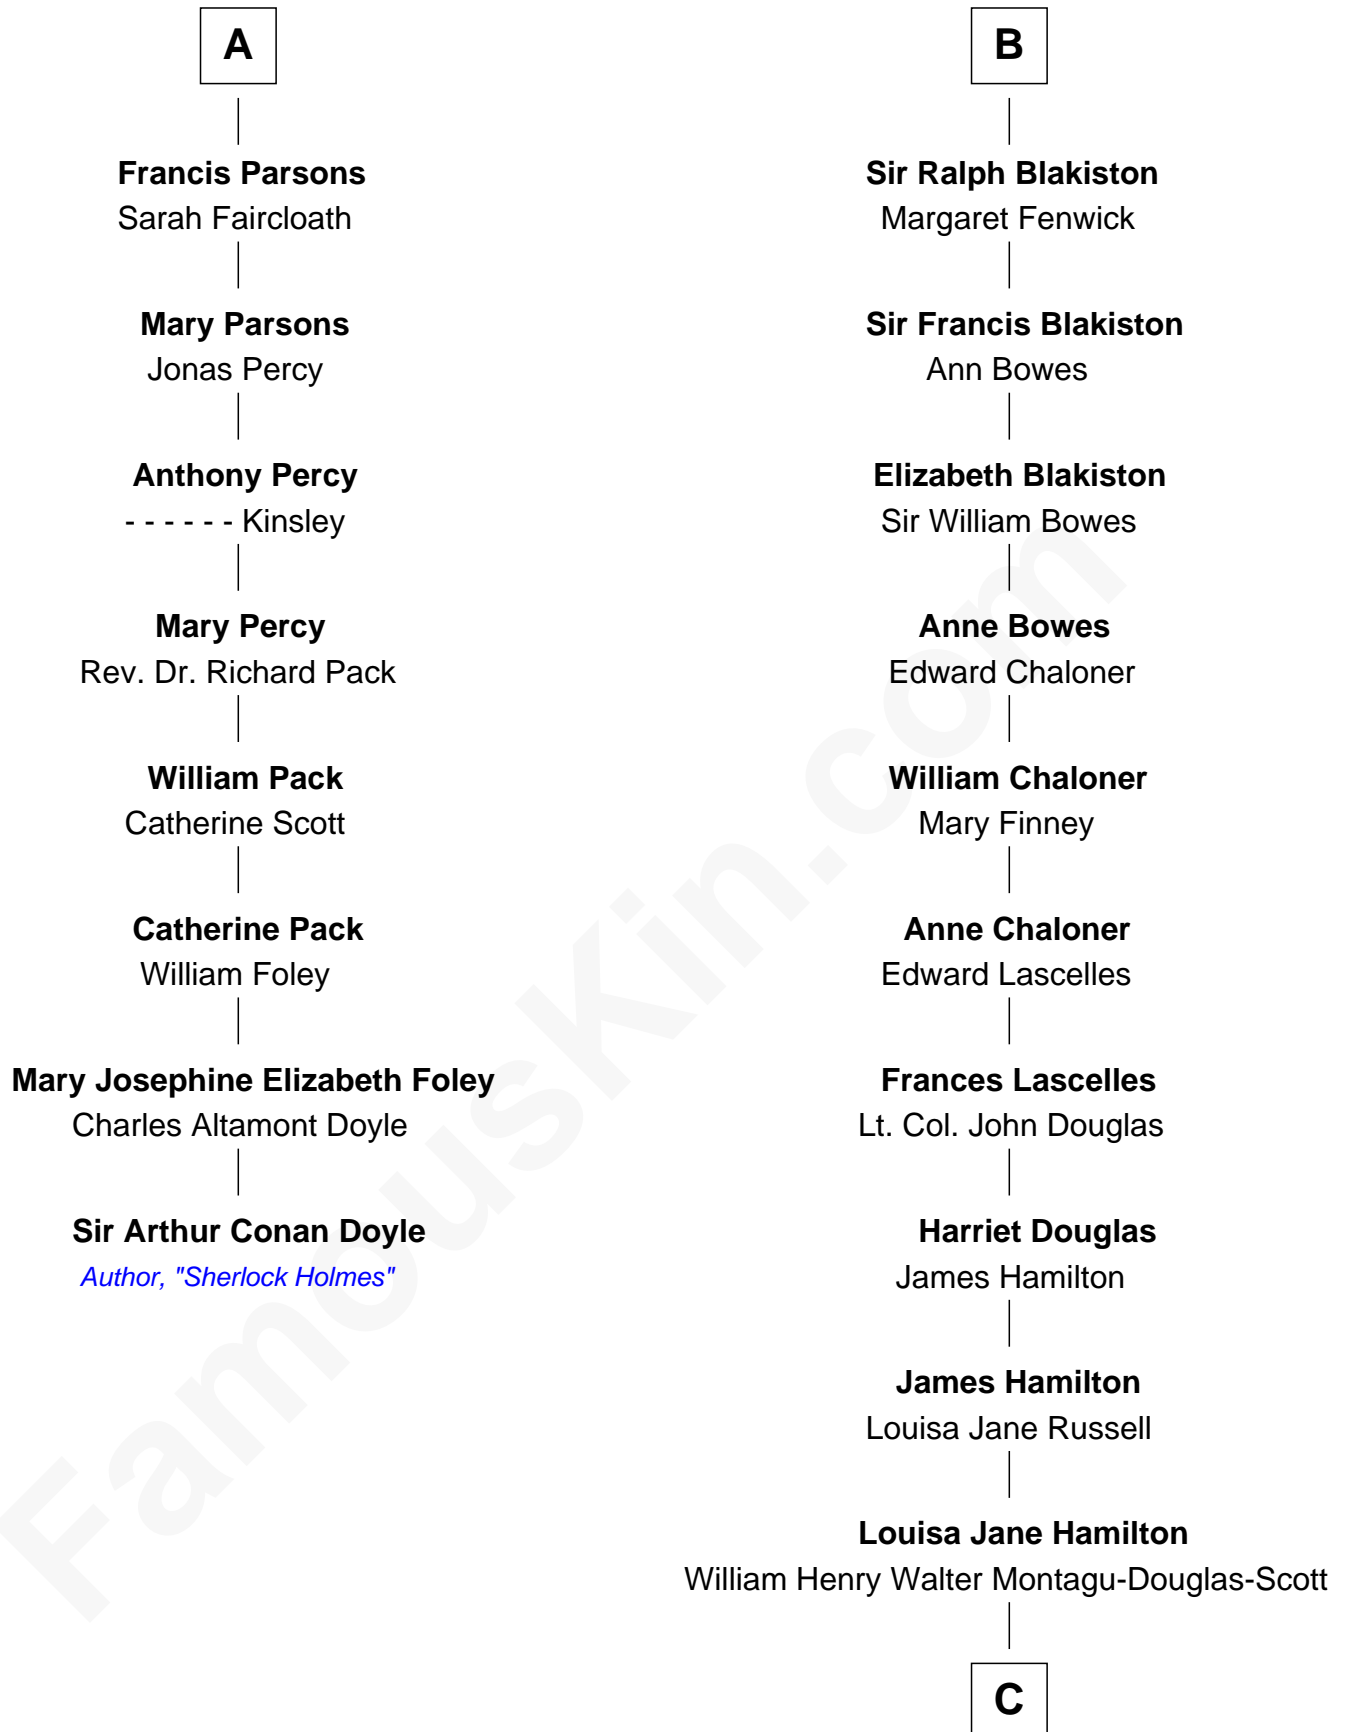 A
Francis Parsons
Sarah Faircloath
Mary Parsons
Jonas Percy
Anthony Percy
- - - - - - Kinsley
Mary Percy
Rev. Dr. Richard Pack
William Pack
Catherine Scott
Catherine Pack
William Foley
Mary Josephine Elizabeth Foley
Charles Altamont Doyle
Sir Arthur Conan Doyle
Author, "Sherlock Holmes"
B
Sir Ralph Blakiston
Margaret Fenwick
Sir Francis Blakiston
Ann Bowes
Elizabeth Blakiston
Sir William Bowes
Anne Bowes
Edward Chaloner
William Chaloner
Mary Finney
Anne Chaloner
Edward Lascelles
Frances Lascelles
Lt. Col. John Douglas
Harriet Douglas
James Hamilton
James Hamilton
Louisa Jane Russell
Louisa Jane Hamilton
William Henry Walter Montagu-Douglas-Scott
C
FamousKin.com